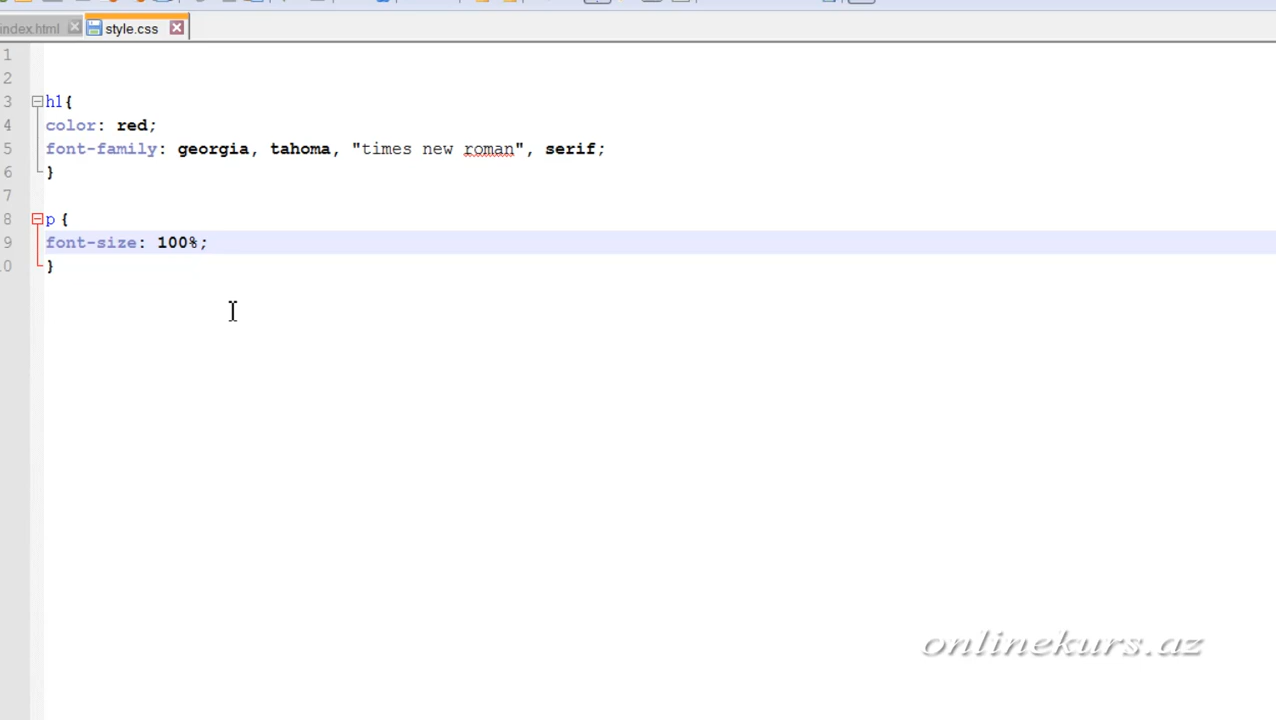 index.html style.css
1
2
3 h1{
4 color: red;
5 font-family: georgia, tahoma, "times new roman", serif;
6 }
7
8 p {
9 font-size: 100%;
10 }
onlinekurs.az